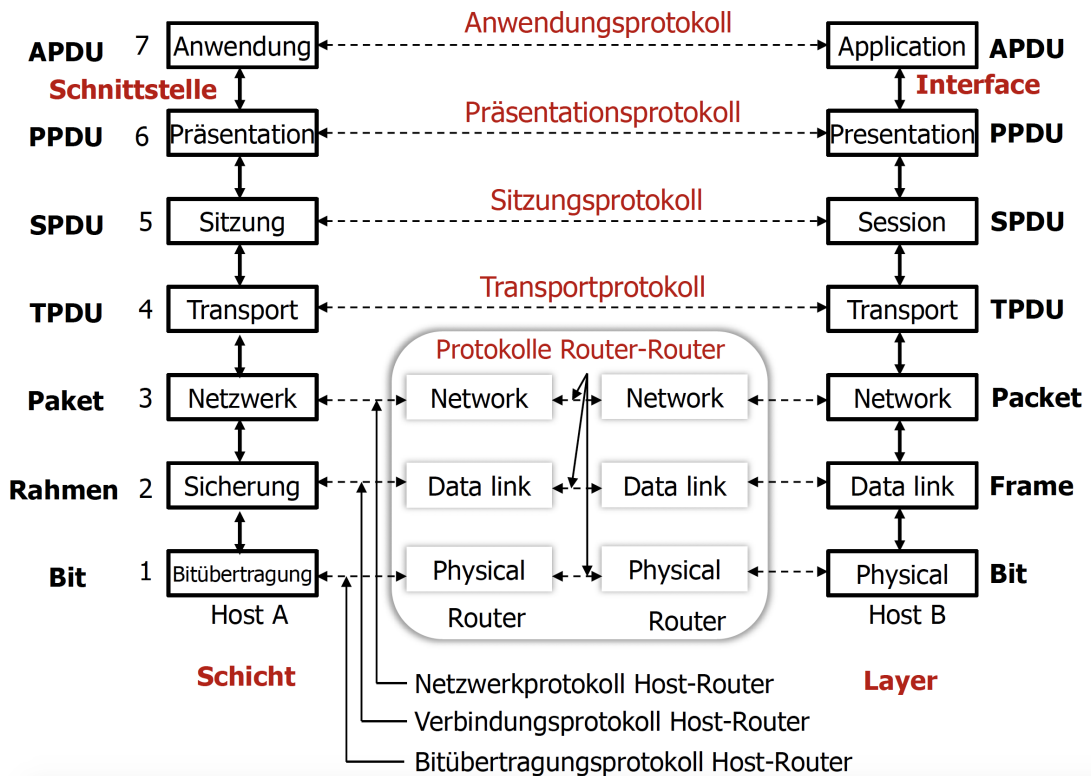 Anwendungsprotokoll
APDU 7 Anwendung Application APDU
Schnittstelle Interface
Präsentationsprotokoll
PPDU 6 Präsentation Presentation PPDU
Sitzungsprotokoll
SPDU 5 Sitzung Session SPDU
Transportprotokoll
TPDU 4 Transport Transport TPDU
Protokolle Router-Router
Paket 3 Netzwerk Network Network Network Packet
Rahmen 2 Sicherung Data link Data link Data link Frame
Bit 1 Bitübertragung Physical Physical Physical Bit
Host A Router Router Host B
Schicht Layer
Netzwerkprotokoll Host-Router
Verbindungsprotokoll Host-Router
Bitübertragungsprotokoll Host-Router